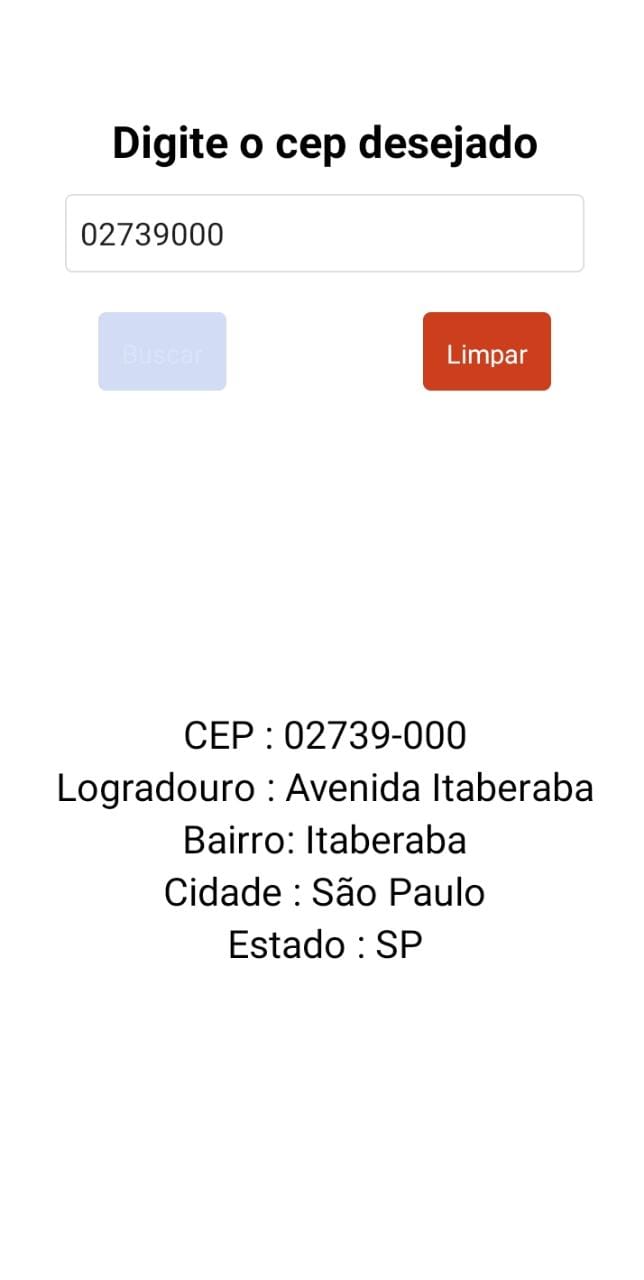 Digite o cep desejado
02739000
Buscar
Limpar
CEP : 02739-000
Logradouro : Avenida Itaberaba
Bairro: Itaberaba
Cidade : São Paulo
Estado : SP